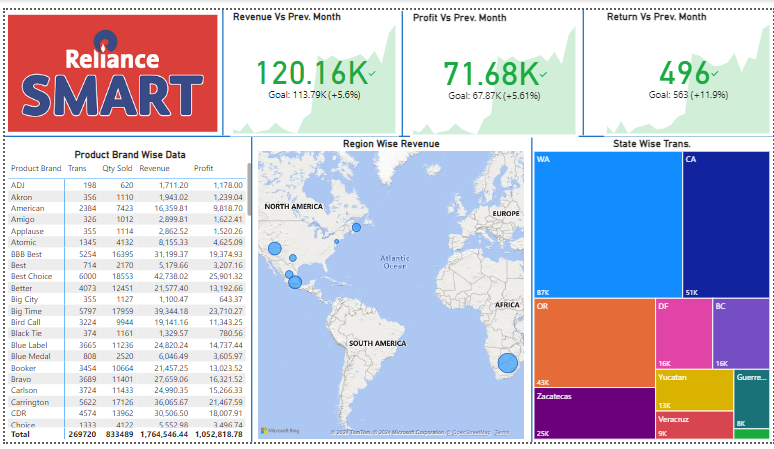 Reliance
SMART
Revenue Vs Prev. Month
120.16K
Goal: 113.79K (+5.6%)
Profit Vs Prev. Month
71.68K
Goal: 67.87K (+5.61%)
Return Vs Prev. Month
496
Goal: 563 (+11.9%)
Product Brand Wise Data
Product Brand Trans Qty Sold Revenue Profit
ADJ 198 620 1,711.20 1,178.00
Akron 356 1110 1,943.02 1,239.04
American 2384 7423 16,359.81 9,818.70
Amigo 326 1012 2,899.81 1,622.41
Applause 355 1114 2,862.52 1,520.26
Atomic 1345 4132 8,155.33 4,625.09
BBB Best 5254 16395 31,199.37 19,374.93
Best 714 2170 5,179.66 3,207.16
Best Choice 6000 18553 42,738.02 25,901.32
Better 4073 12451 21,577.40 13,192.66
Big City 355 1127 1,100.47 643.37
Big Time 5797 17959 39,344.18 23,710.27
Bird Call 3224 9944 19,141.16 11,343.25
Black Tie 374 1161 1,329.57 780.56
Blue Label 3665 11236 24,820.24 14,737.44
Blue Medal 808 2520 6,046.49 3,605.97
Booker 3454 10664 21,457.25 13,023.52
Bravo 3689 11401 27,659.06 16,321.52
Carlson 3724 11433 24,990.35 15,266.33
Carrington 5622 17126 36,065.67 21,467.59
CDR 4574 13962 30,506.50 18,007.91
Choice 1333 4122 5,552.98 3,496.74
Total 269720 833489 1,764,546.44 1,052,818.78
Region Wise Revenue
NORTH AMERICA
EUROPE
Atlantic
Ocean
AFRICA
SOUTH AMERICA
Microsoft Bing
© 2024 TomTom, © 2024 Microsoft Corporation, © OpenStreetMap Terms
State Wise Trans.
WA
87K
CA
51K
OR
43K
Zacatecas
25K
DF
16K
BC
16K
Yucatan
13K
Veracruz
9K
Guerre...
8K